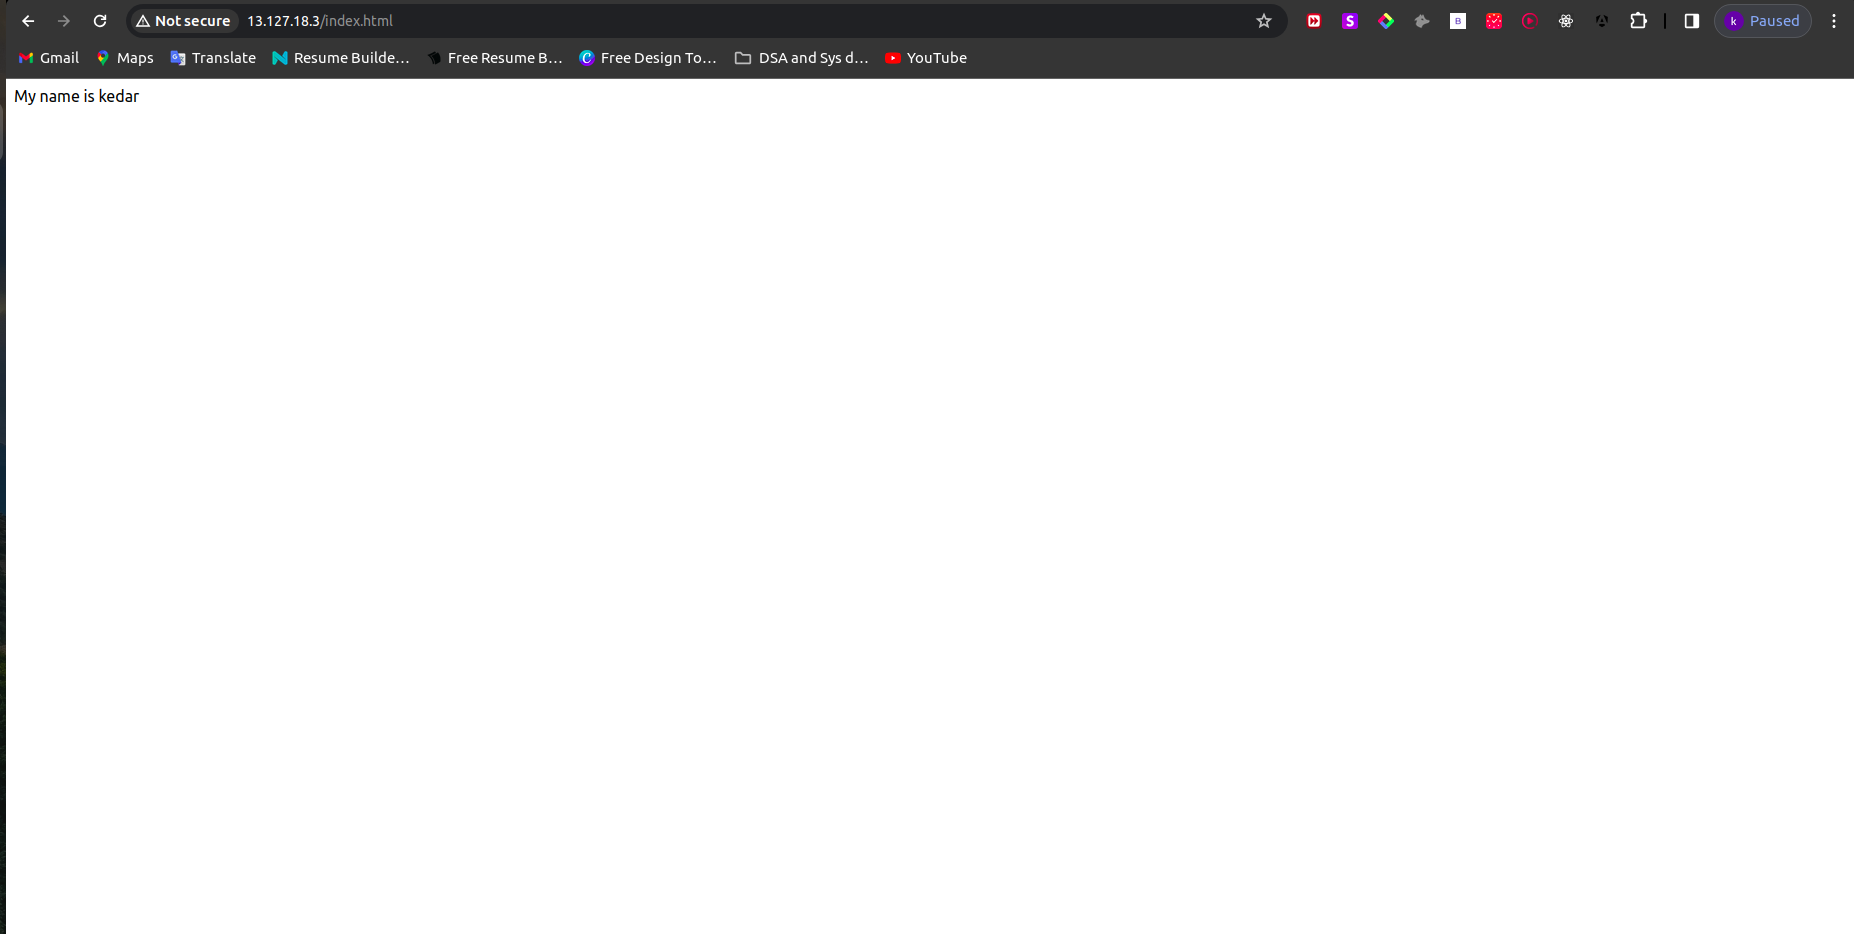 Not secure 13.127.18.3/index.html k Paused
Gmail Maps Translate Resume Builde... Free Resume B... Free Design To... DSA and Sys d... YouTube
My name is kedar